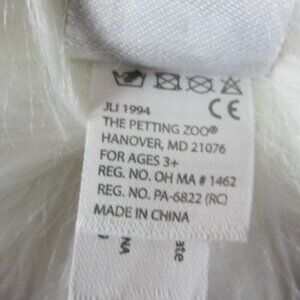 JLI 1994
CE
THE PETTING ZOO®
HANOVER, MD 21076
FOR AGES 3+
REG. NO. OH MA # 1462
REG. NO. PA-6822 (RC)
MADE IN CHINA